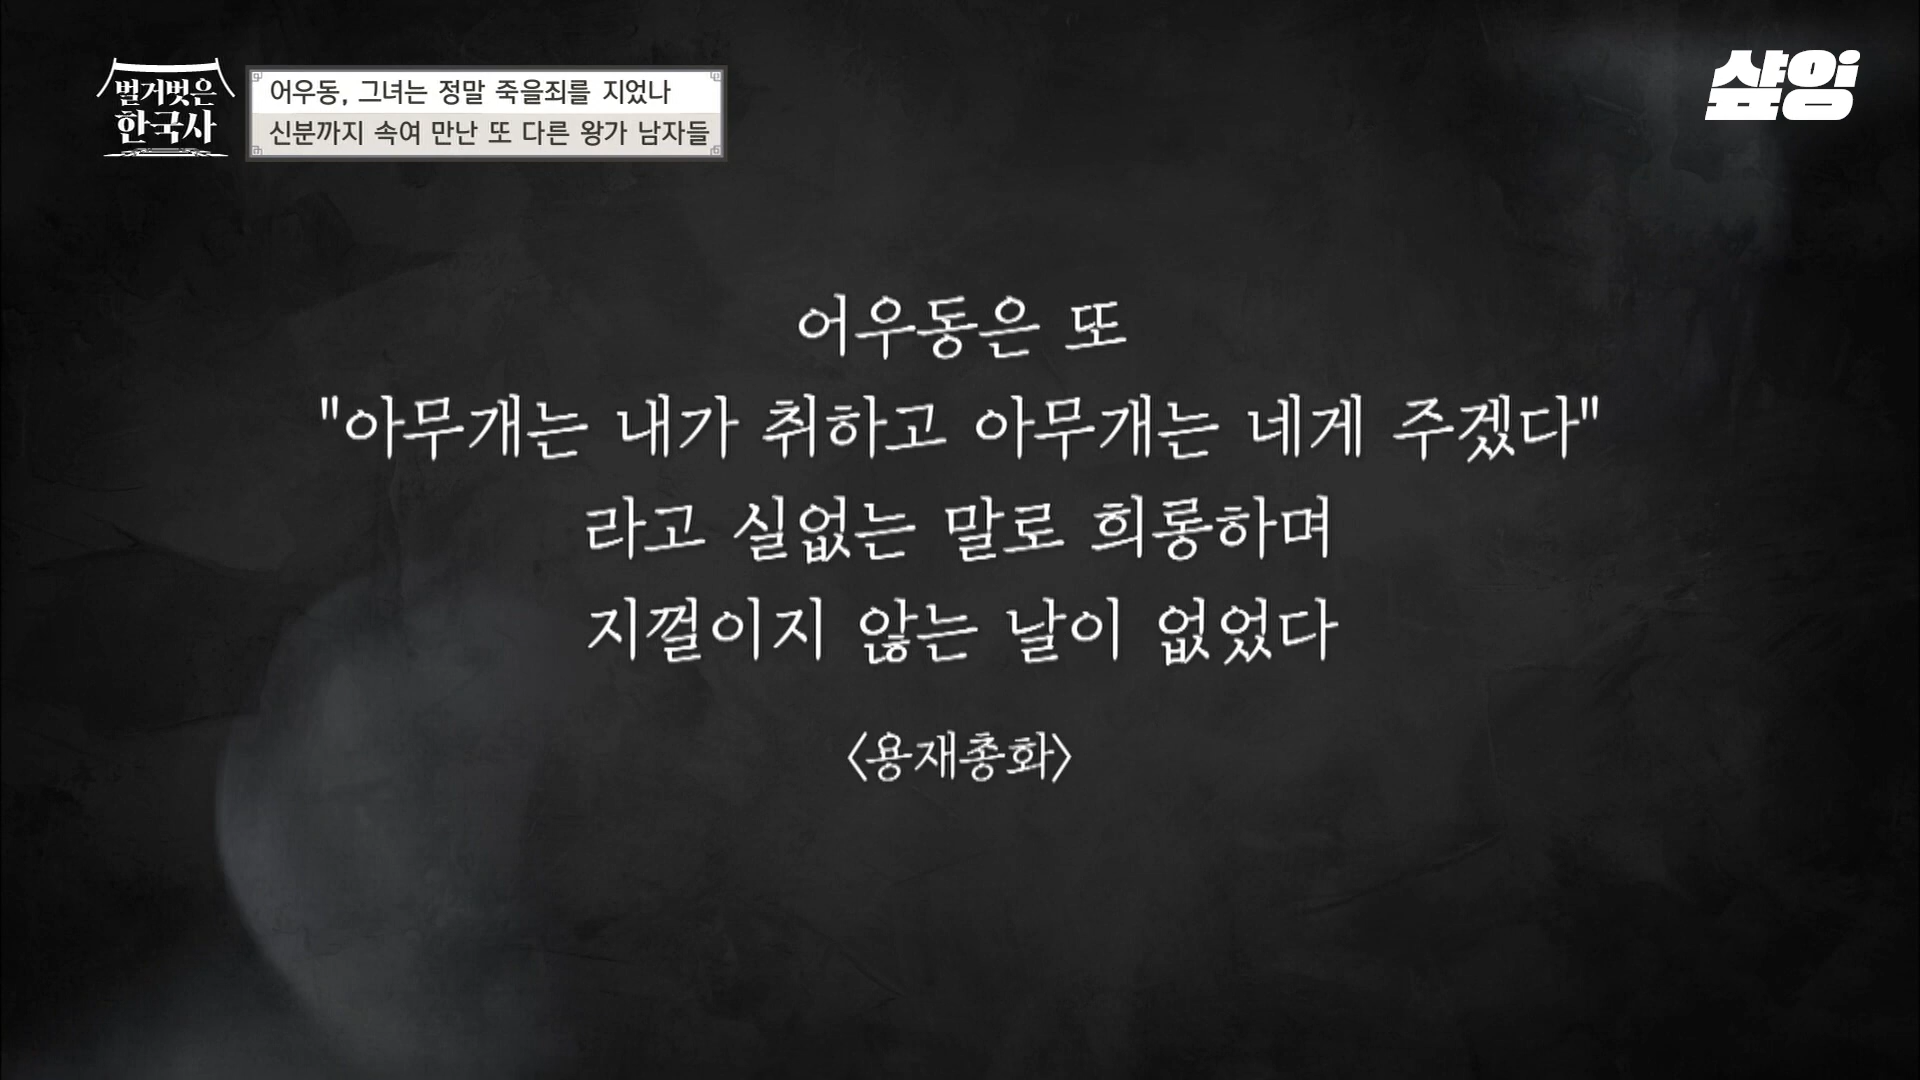 벌거벗은
한국사
어우동, 그녀는 정말 죽을죄를 지었나
신분까지 속여 만난 또 다른 왕가 남자들
샾잉
어우동은 또
"아무개는 내가 취하고 아무개는 네게 주겠다"
라고 실없는 말로 희롱하며
지껄이지 않는 날이 없었다
〈용재총화〉